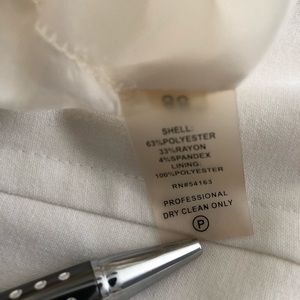 SHELL:
63%POLYESTER
33%RAYON
4%SPANDEX
LINING:
100%POLYESTER
RN#54163
PROFESSIONAL
DRY CLEAN ONLY
P